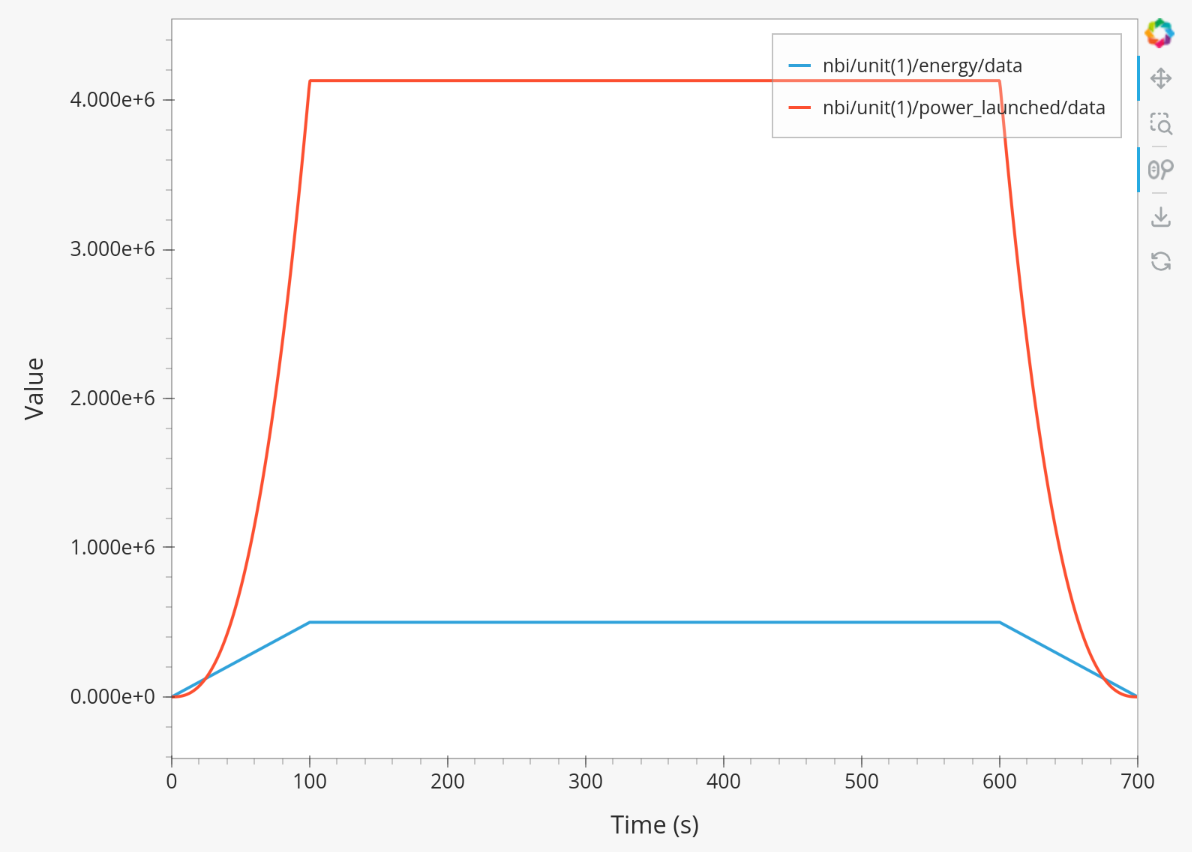 nbi/unit(1)/energy/data
nbi/unit(1)/power_launched/data
Value
4.000e+6
3.000e+6
2.000e+6
1.000e+6
0.000e+0
0 100 200 300 400 500 600 700
Time (s)